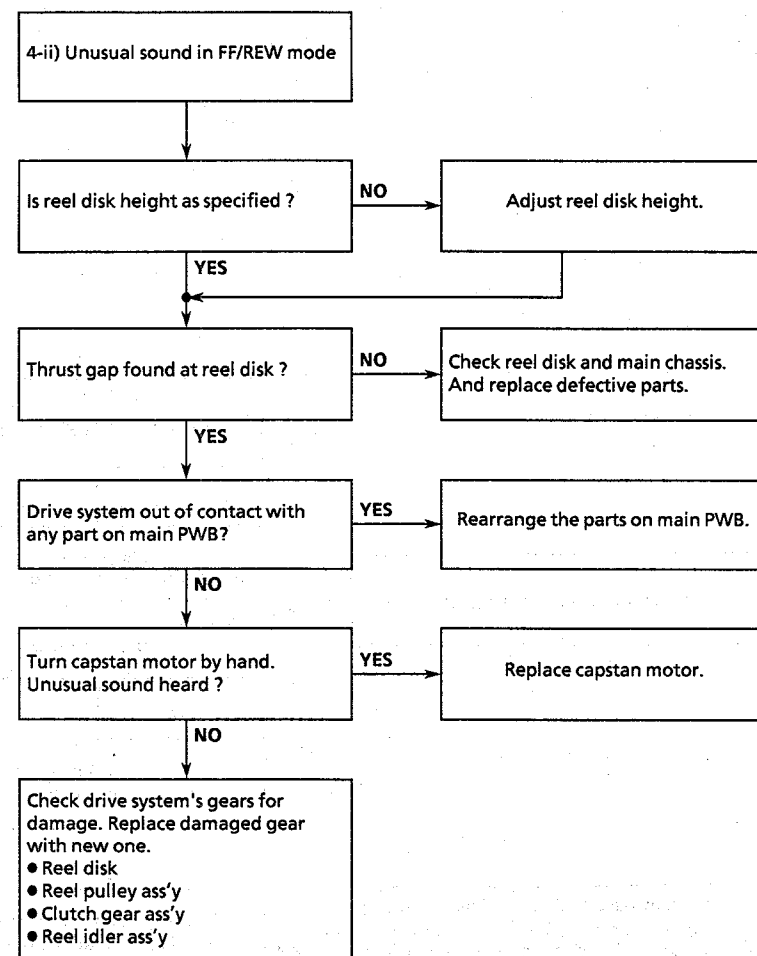 4-ii) Unusual sound in FF/REW mode
Is reel disk height as specified ?
NO
Adjust reel disk height.
YES
Thrust gap found at reel disk ?
NO
Check reel disk and main chassis.
And replace defective parts.
YES
Drive system out of contact with
any part on main PWB?
YES
Rearrange the parts on main PWB.
NO
Turn capstan motor by hand.
Unusual sound heard ?
YES
Replace capstan motor.
NO
Check drive system's gears for
damage. Replace damaged gear
with new one.
● Reel disk
● Reel pulley ass'y
● Clutch gear ass'y
● Reel idler ass'y